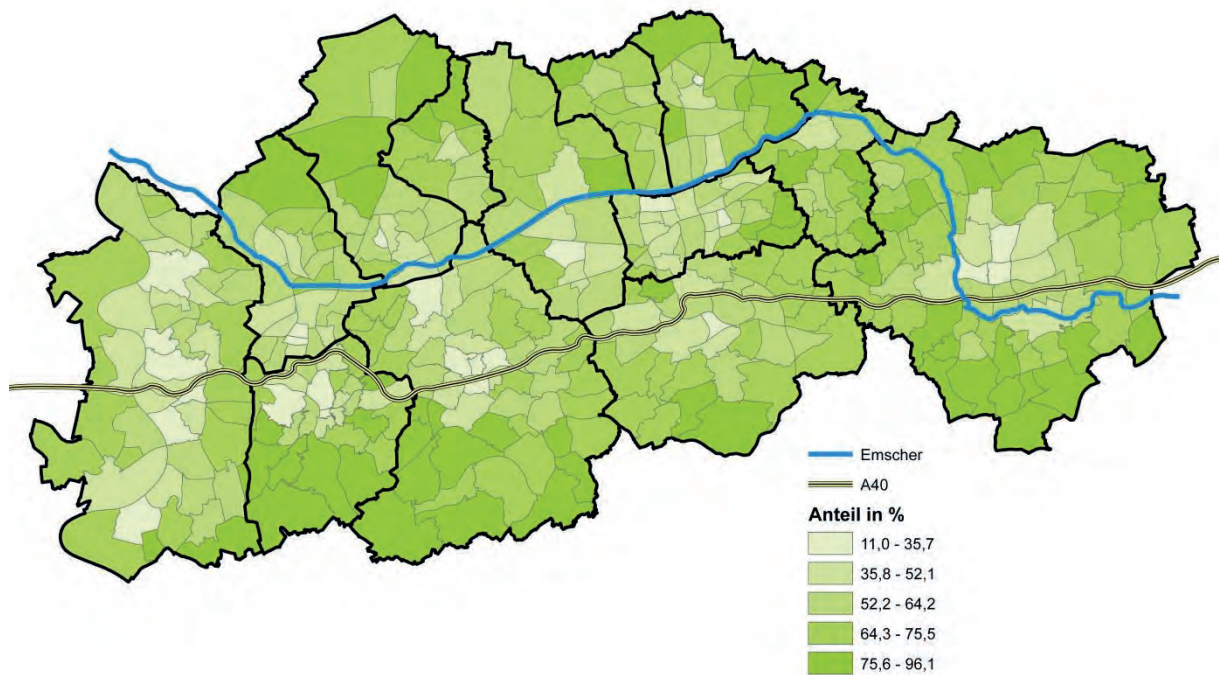 Emscher
A40
Anteil in %
11,0 - 35,7
35,8 - 52,1
52,2 - 64,2
64,3 - 75,5
75,6 - 96,1